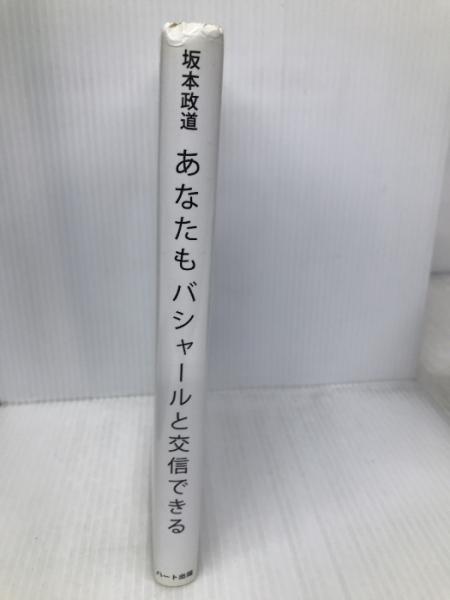 坂本政道
あなたもバシャールと交信できる
ハート出版